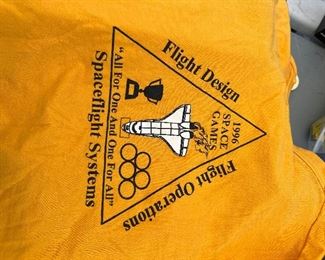 Flight Design
1996
SPACE
GAMES
Flight Operations
"All For One And One For All"
Spaceflight Systems